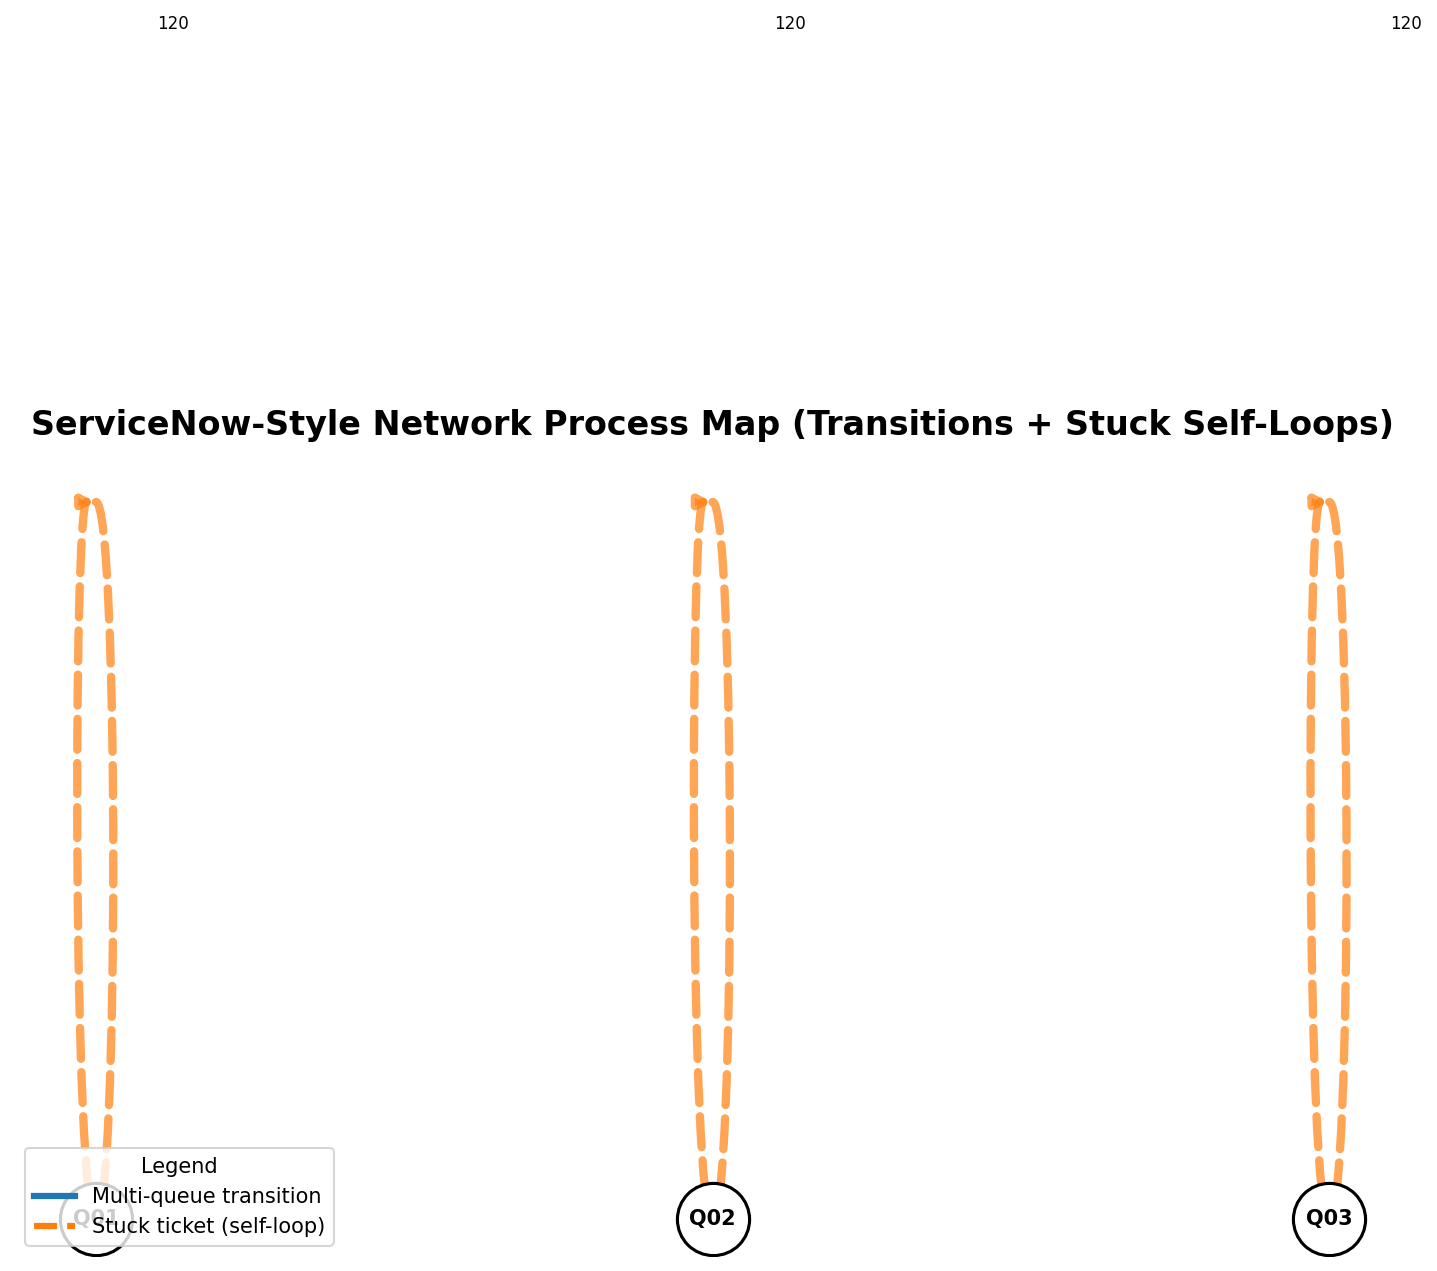 120 120 120
ServiceNow-Style Network Process Map (Transitions + Stuck Self-Loops)
Legend
Multi-queue transition
Stuck ticket (self-loop)
Q01 Q02 Q03